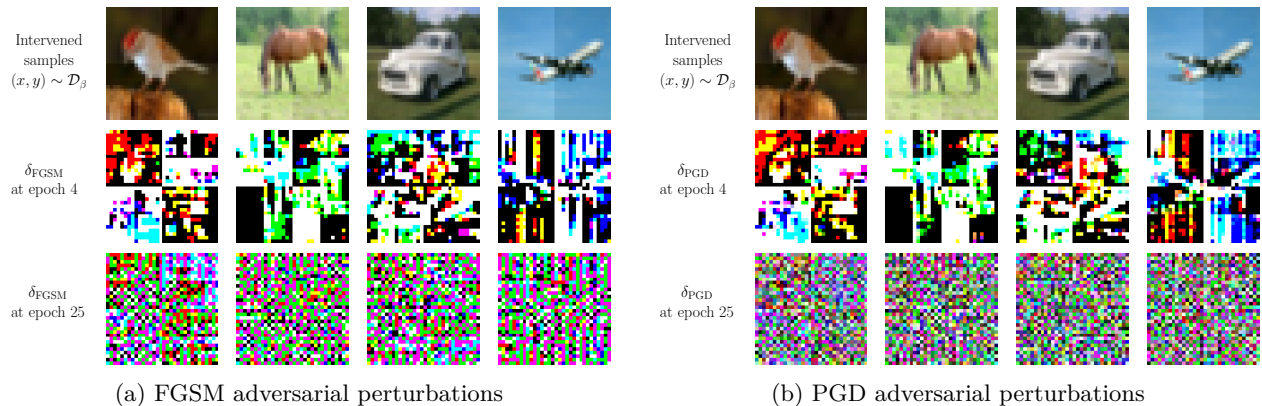 Intervened
samples
(x, y) ∼ 𝒟_β
δ_FGSM
at epoch 4
δ_FGSM
at epoch 25
(a) FGSM adversarial perturbations
Intervened
samples
(x, y) ∼ 𝒟_β
δ_PGD
at epoch 4
δ_PGD
at epoch 25
(b) PGD adversarial perturbations